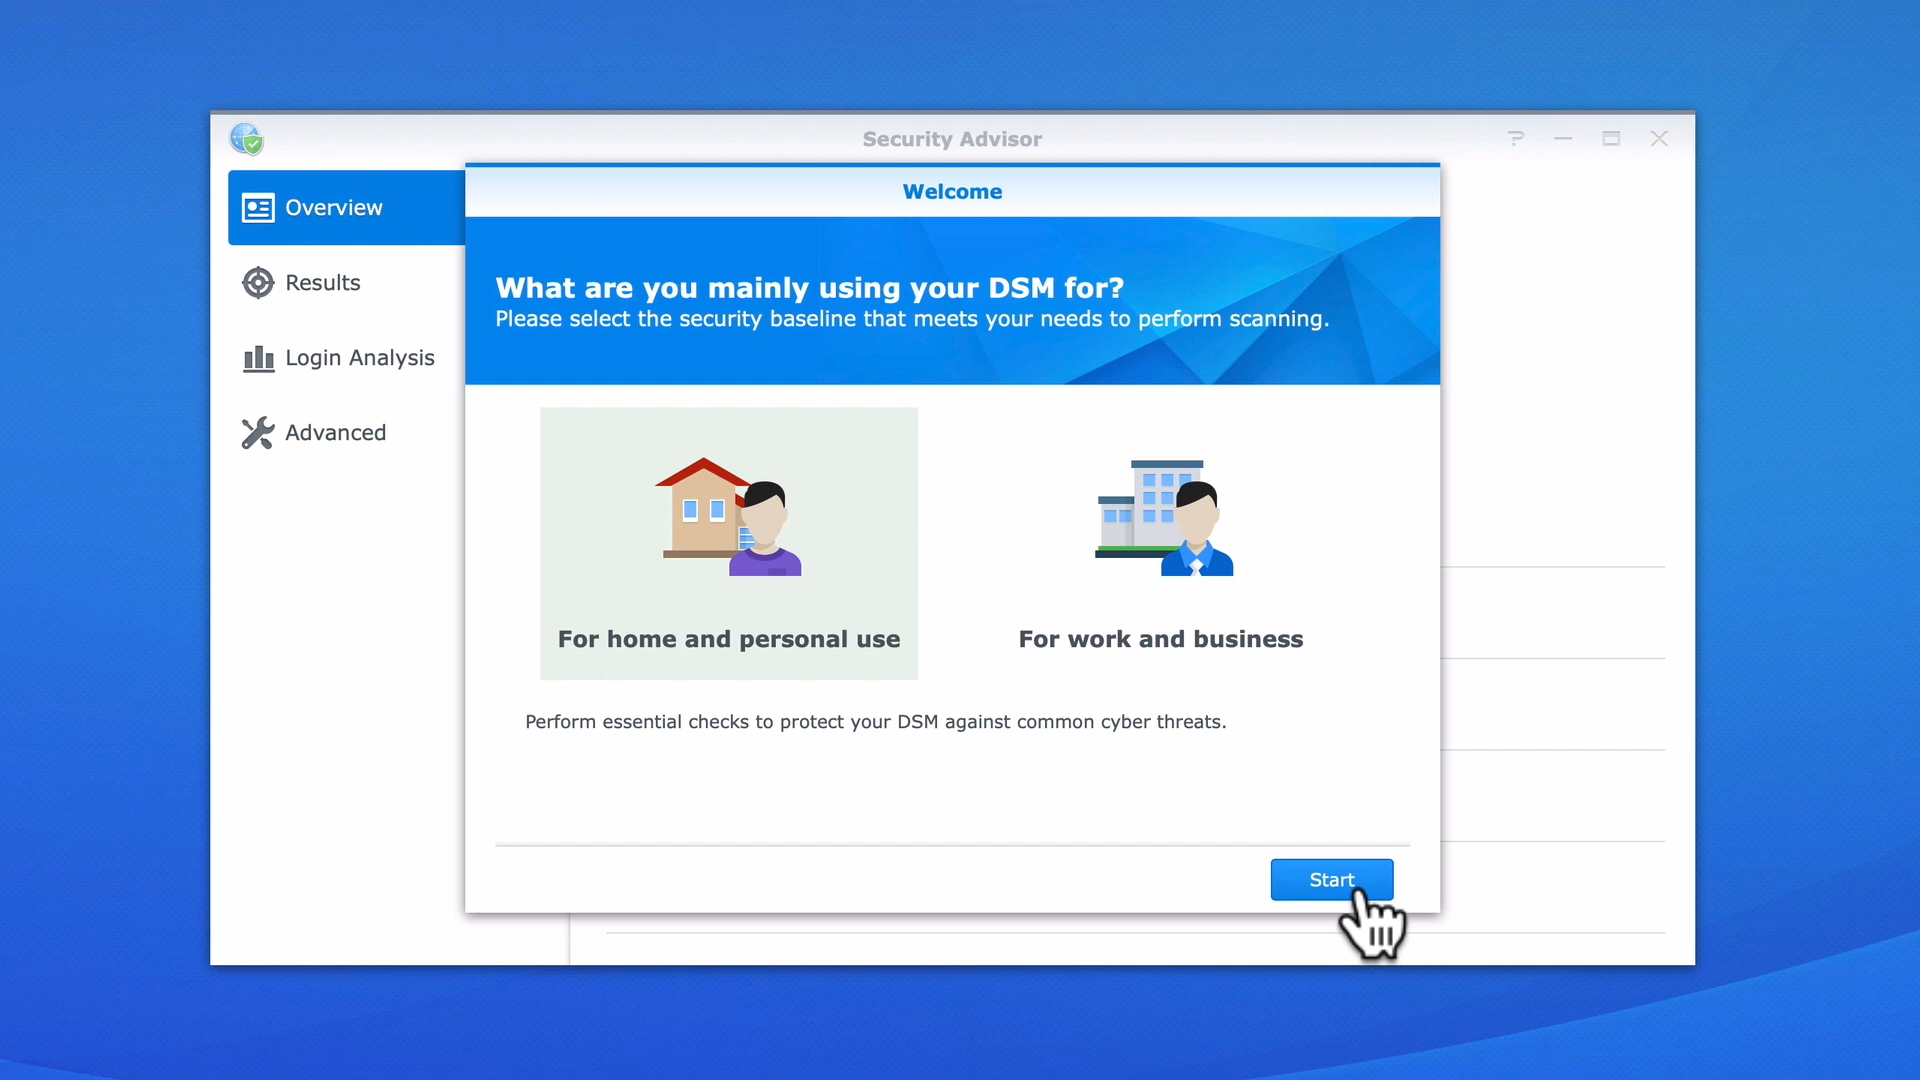 Security Advisor
Overview
Results
Login Analysis
Advanced
Welcome
What are you mainly using your DSM for?
Please select the security baseline that meets your needs to perform scanning.
For home and personal use
For work and business
Perform essential checks to protect your DSM against common cyber threats.
Start